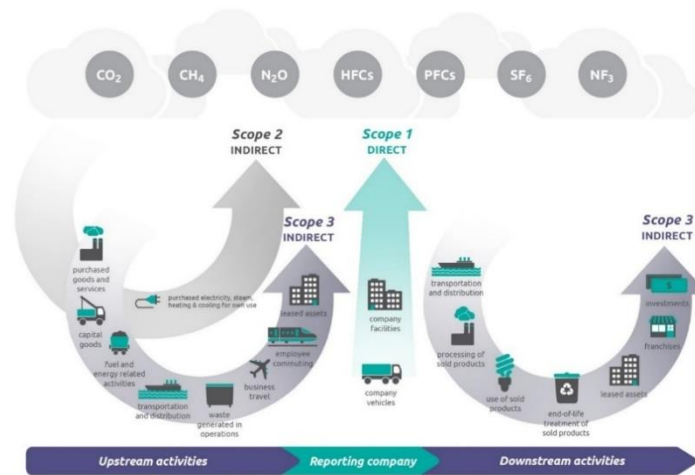 CO2
CH4
N2O
HFCs
PFCs
SF6
NF3
Scope 2
INDIRECT
Scope 1
DIRECT
Scope 3
INDIRECT
Scope 3
INDIRECT
purchased
goods and
services
capital
goods
fuel and
energy related
activities
transportation
and distribution
waste
generated in
operations
business
travel
employee
commuting
leased assets
purchased electricity, steam,
heating & cooling for own use
company
facilities
company
vehicles
transportation
and distribution
processing of
sold products
use of sold
products
end-of-life
treatment of
sold products
leased assets
franchises
investments
$
Upstream activities
Reporting company
Downstream activities